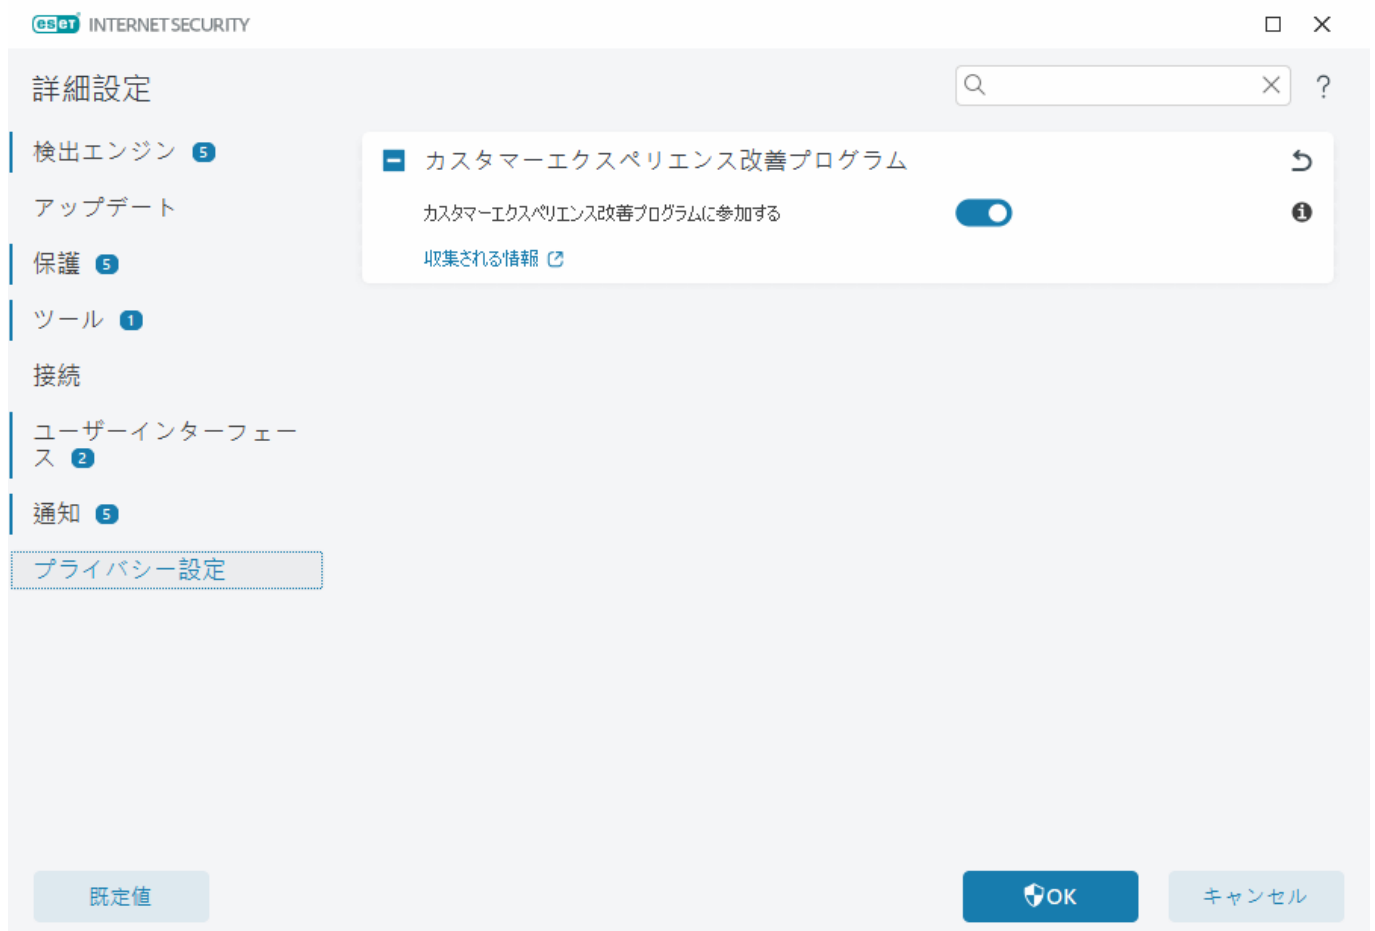 eset INTERNET SECURITY
詳細設定
?
検出エンジン 5
アップデート
保護 5
ツール 1
接続
ユーザーインターフェー
ス 2
通知 5
プライバシー設定
カスタマーエクスペリエンス改善プログラム
カスタマーエクスペリエンス改善プログラムに参加する
収集される情報
既定値
OK
キャンセル